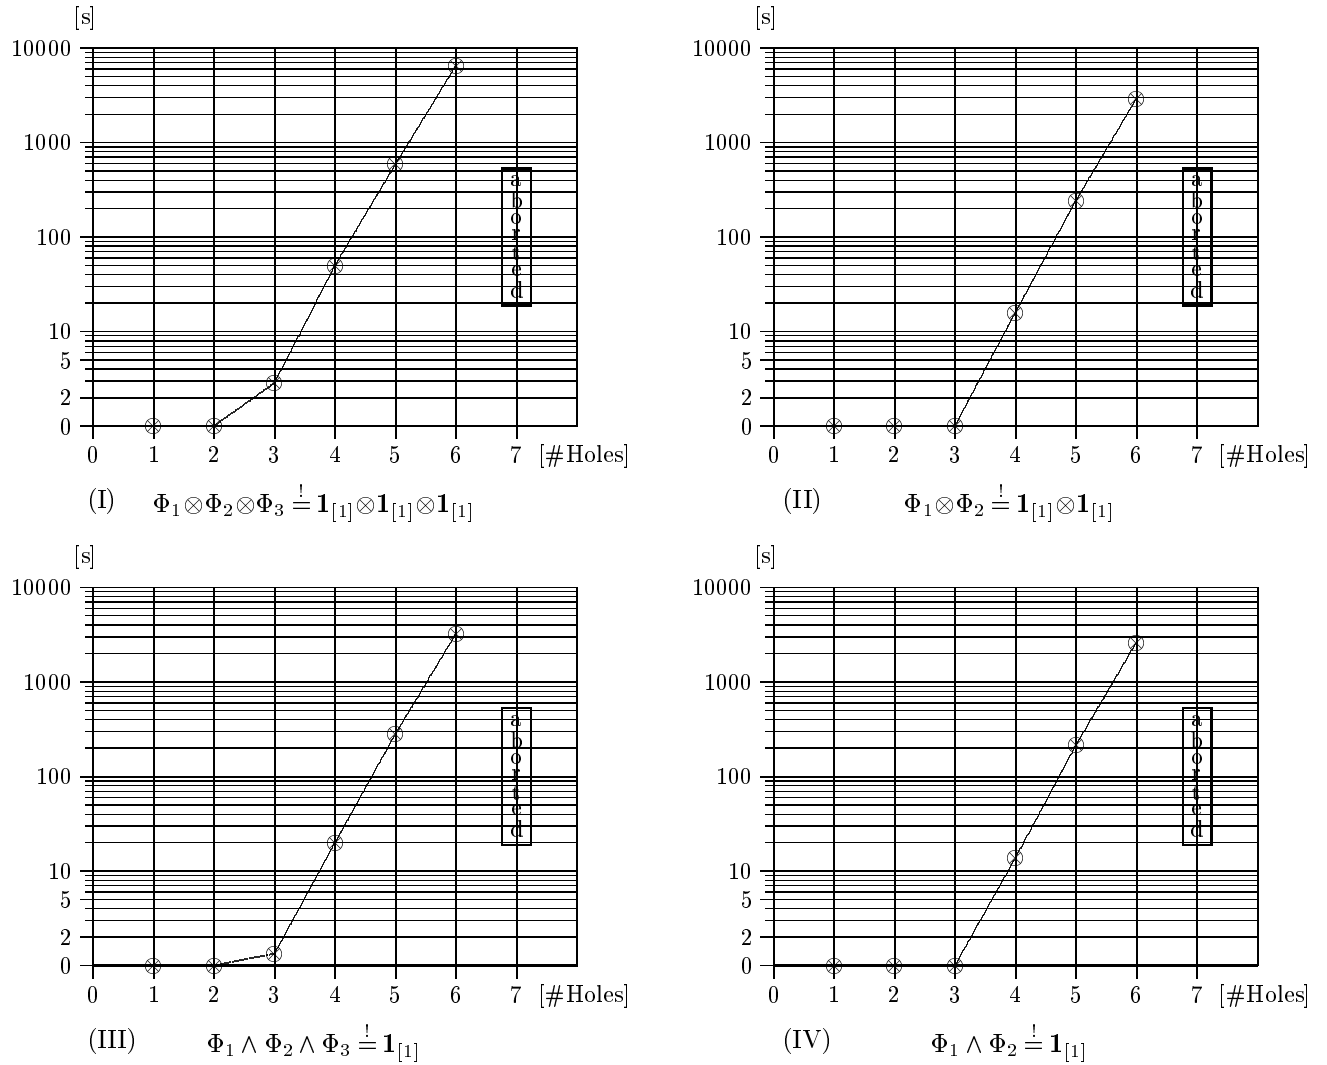 [s] [s]
10000 10000
1000 1000
100 100
10 10
5 5
2 2
0 0
aborted aborted
0 1 2 3 4 5 6 7 [#Holes] 0 1 2 3 4 5 6 7 [#Holes]
(I) Φ₁⊗Φ₂⊗Φ₃ =! 𝟏[1]⊗𝟏[1]⊗𝟏[1] (II) Φ₁⊗Φ₂ =! 𝟏[1]⊗𝟏[1]
[s] [s]
10000 10000
1000 1000
100 100
10 10
5 5
2 2
0 0
aborted aborted
0 1 2 3 4 5 6 7 [#Holes] 0 1 2 3 4 5 6 7 [#Holes]
(III) Φ₁ ∧ Φ₂ ∧ Φ₃ =! 𝟏[1] (IV) Φ₁ ∧ Φ₂ =! 𝟏[1]